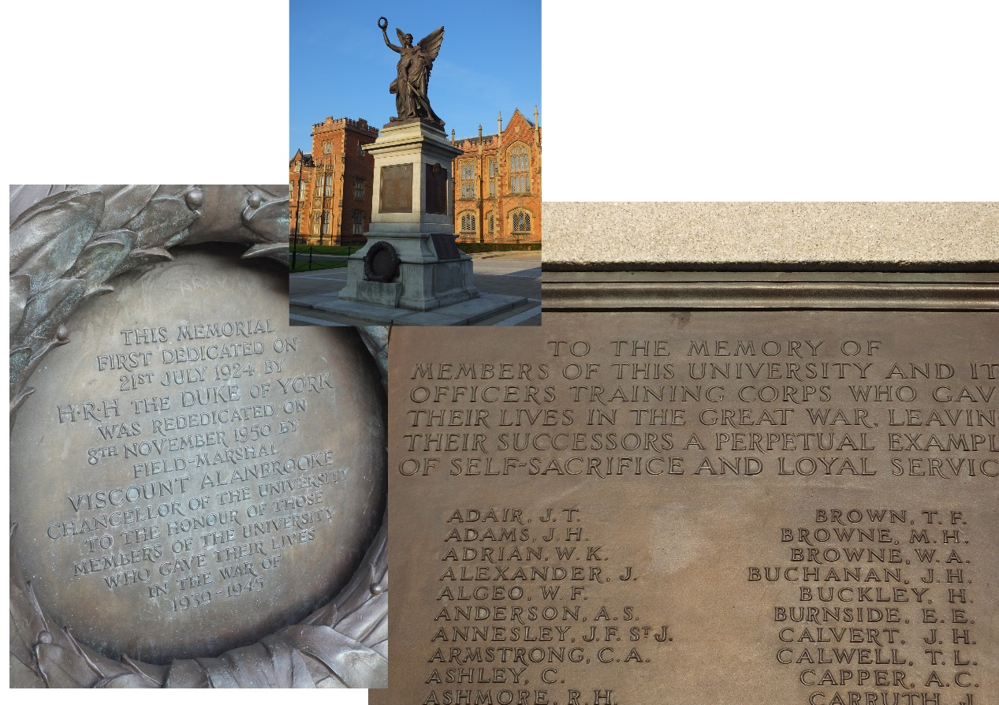 THIS MEMORIAL
FIRST DEDICATED ON
21ST JULY 1924 BY
H·R·H THE DUKE OF YORK
WAS REDEDICATED ON
8TH NOVEMBER 1950 BY
FIELD-MARSHAL
VISCOUNT ALANBROOKE
CHANCELLOR OF THE UNIVERSITY
TO THE HONOUR OF THOSE
MEMBERS OF THE UNIVERSITY
WHO GAVE THEIR LIVES
IN THE WAR OF
1939-1945
TO THE MEMORY OF
MEMBERS OF THIS UNIVERSITY AND IT
OFFICERS TRAINING CORPS WHO GAV
THEIR LIVES IN THE GREAT WAR, LEAVIN
THEIR SUCCESSORS A PERPETUAL EXAMPL
OF SELF-SACRIFICE AND LOYAL SERVIC
ADAIR, J.T.
ADAMS, J.H.
ADRIAN, W.K.
ALEXANDER, J.
ALGEO, W.F.
ANDERSON, A.S.
ANNESLEY, J.F. ST J.
ARMSTRONG, C.A.
ASHLEY, C.
ASHMORE, R.H.
BROWN, T.F.
BROWNE, M.H.
BROWNE, W.A.
BUCHANAN, J.H.
BUCKLEY, H.
BURNSIDE, E.E.
CALVERT, J.H.
CALWELL, T.L.
CAPPER, A.C.
CARRUTH, J.